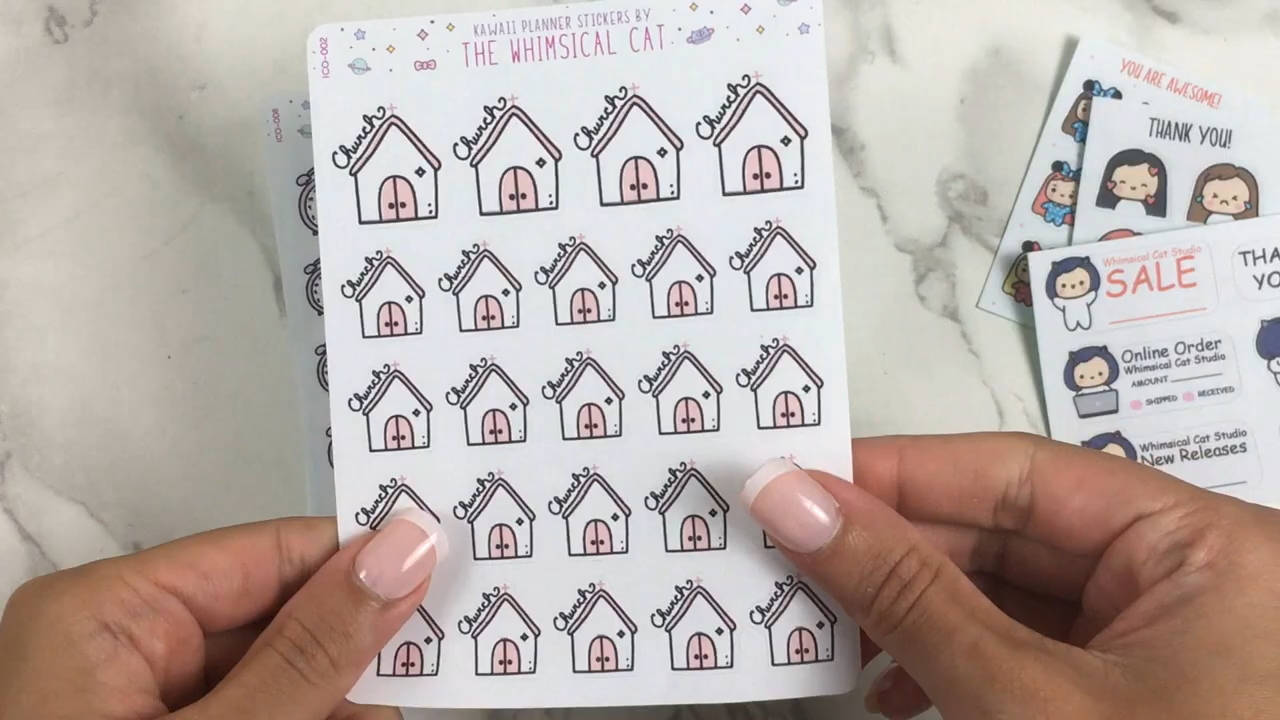 KAWAII PLANNER STICKERS BY
THE WHIMSICAL CAT
ICO-002
Church Church Church Church
Church Church Church Church Church
Church Church Church Church Church
Church Church Church Church
Church Church Church Church
ICO-008
YOU ARE AWESOME!
THANK YOU!
Whimsical Cat Studio
SALE
THA
YO
Online Order
Whimsical Cat Studio
AMOUNT
SHIPPED RECEIVED
Whimsical Cat Studio
New Releases